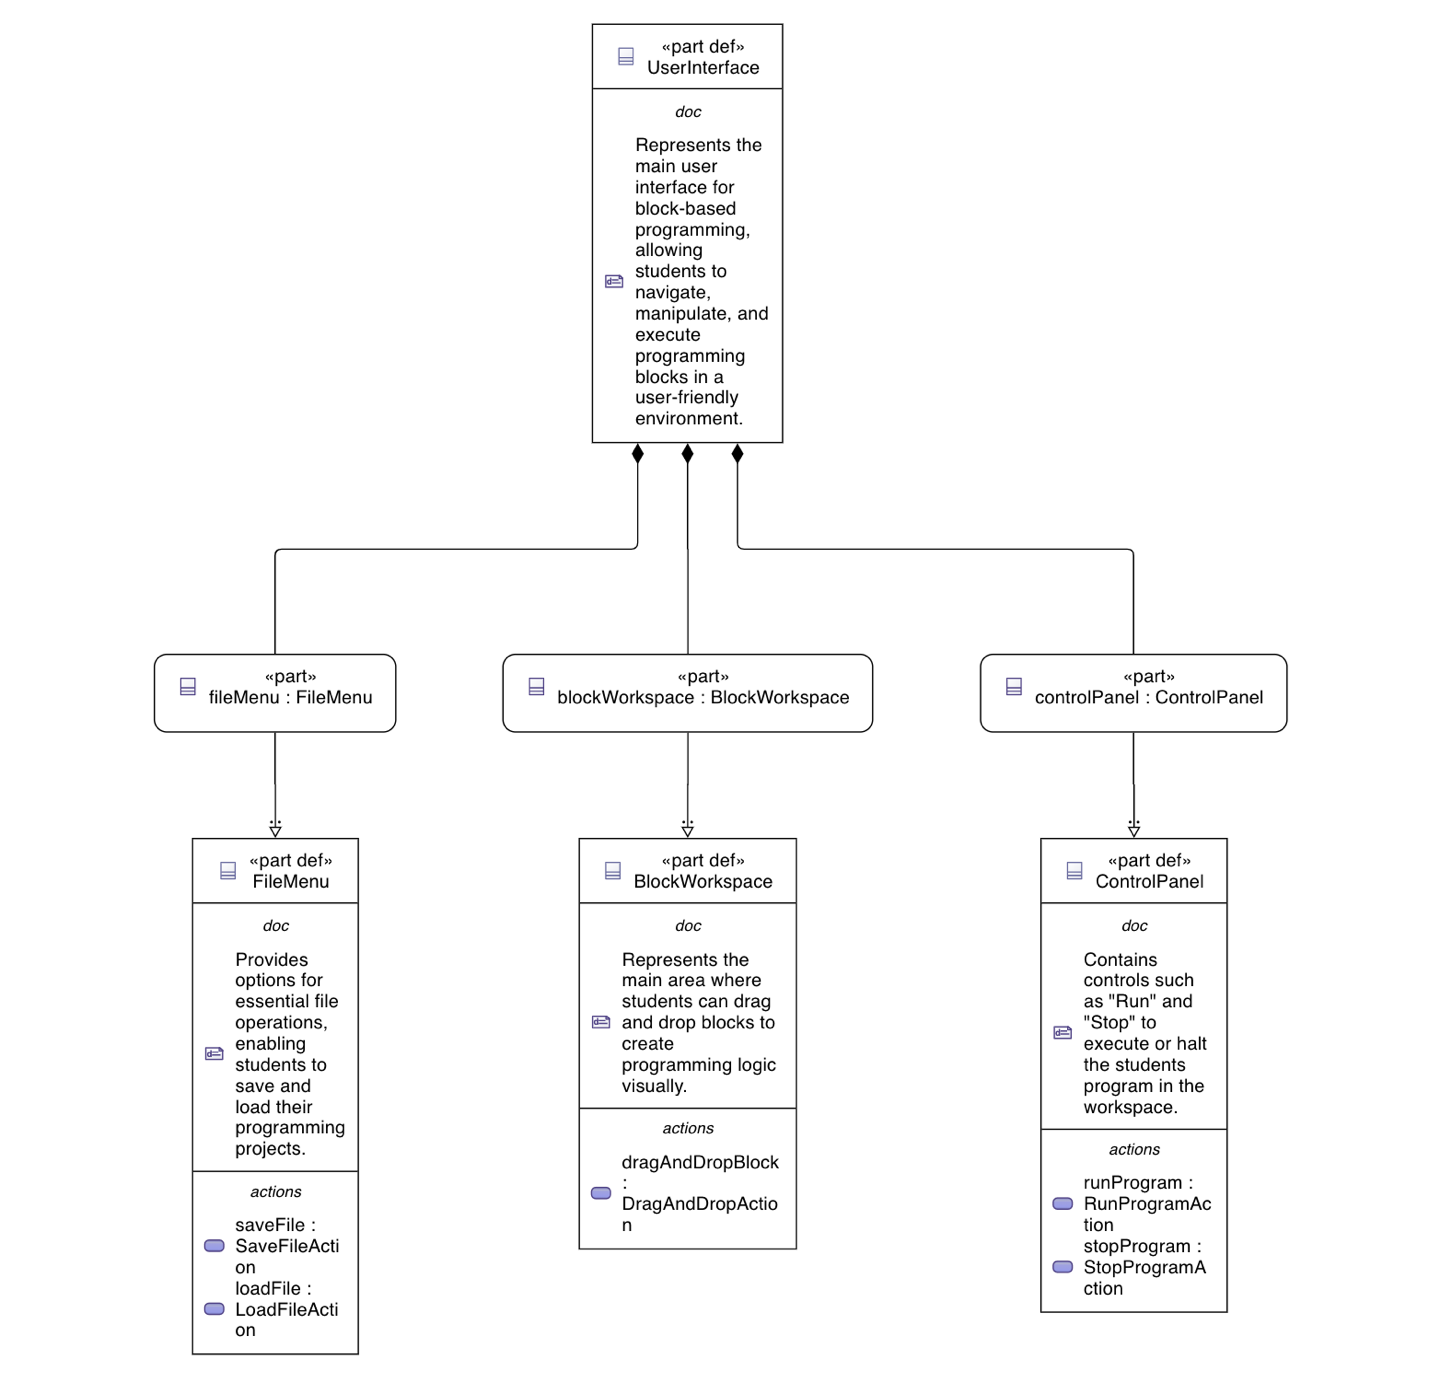 «part def»
UserInterface
doc
Represents the
main user
interface for
block-based
programming,
allowing
students to
navigate,
manipulate, and
execute
programming
blocks in a
user-friendly
environment.
«part»
fileMenu : FileMenu
«part»
blockWorkspace : BlockWorkspace
«part»
controlPanel : ControlPanel
«part def»
FileMenu
doc
Provides
options for
essential file
operations,
enabling
students to
save and
load their
programming
projects.
actions
saveFile :
SaveFileActi
on
loadFile :
LoadFileActi
on
«part def»
BlockWorkspace
doc
Represents the
main area where
students can drag
and drop blocks to
create
programming logic
visually.
actions
dragAndDropBlock
:
DragAndDropActio
n
«part def»
ControlPanel
doc
Contains
controls such
as "Run" and
"Stop" to
execute or halt
the students
program in the
workspace.
actions
runProgram :
RunProgramAc
tion
stopProgram :
StopProgramA
ction